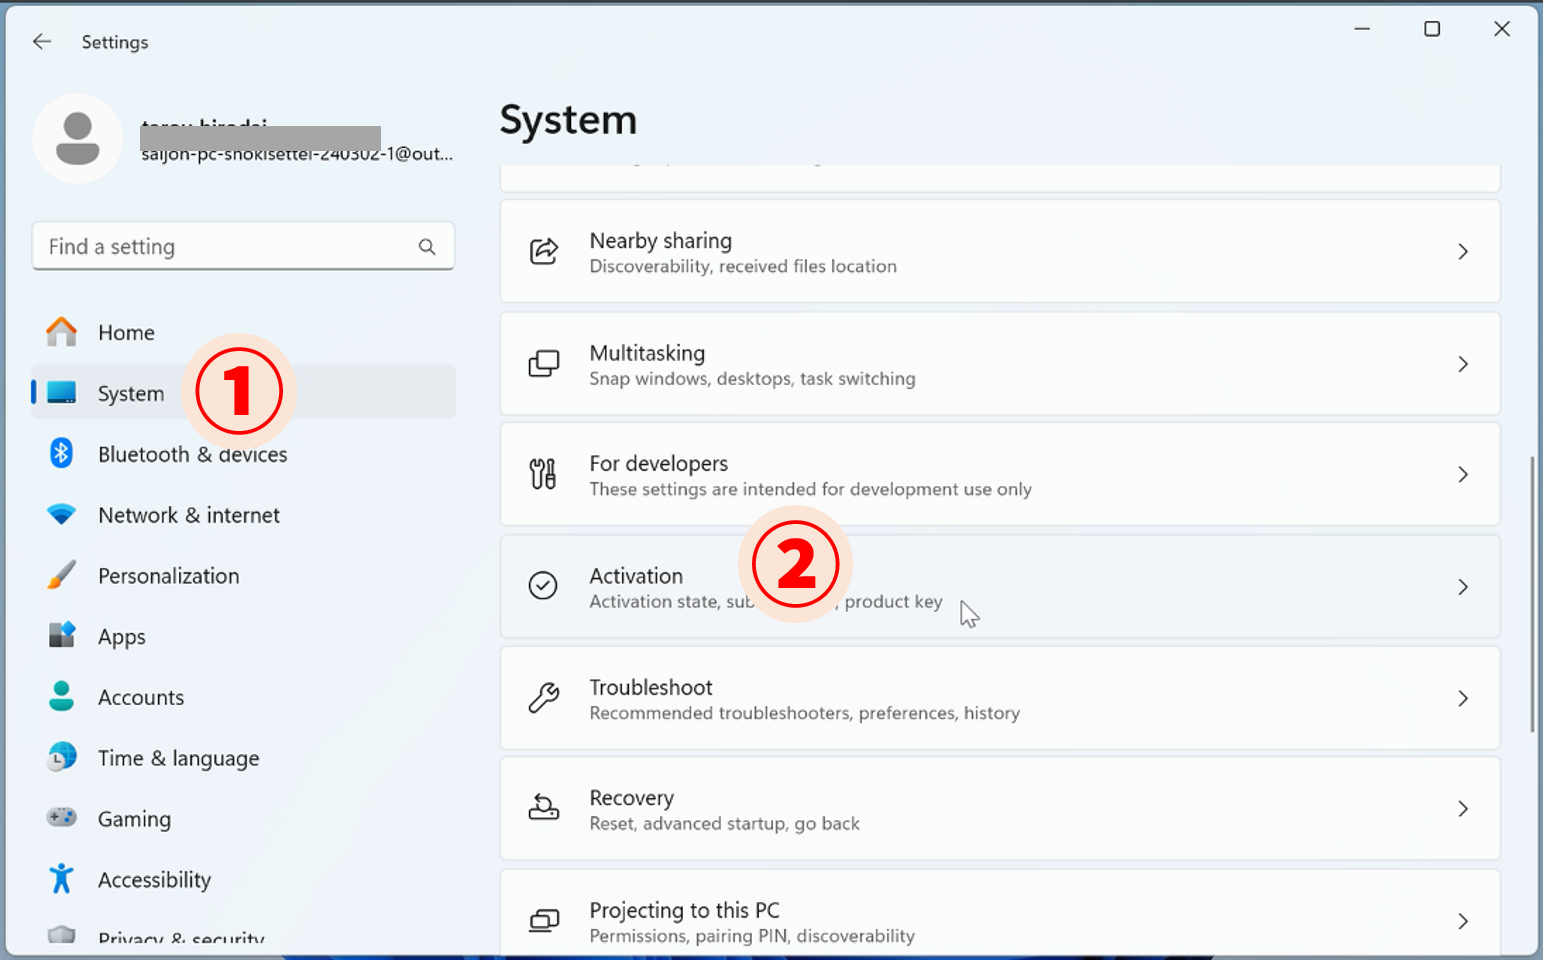 Settings
saijon-pc-shokisettei-240302-1@out...
Find a setting
Home
System
1
Bluetooth & devices
Network & internet
Personalization
Apps
Accounts
Time & language
Gaming
Accessibility
Privacy & security
System
Nearby sharing
Discoverability, received files location
Multitasking
Snap windows, desktops, task switching
For developers
These settings are intended for development use only
2
Activation
Activation state, sub , product key
Troubleshoot
Recommended troubleshooters, preferences, history
Recovery
Reset, advanced startup, go back
Projecting to this PC
Permissions, pairing PIN, discoverability